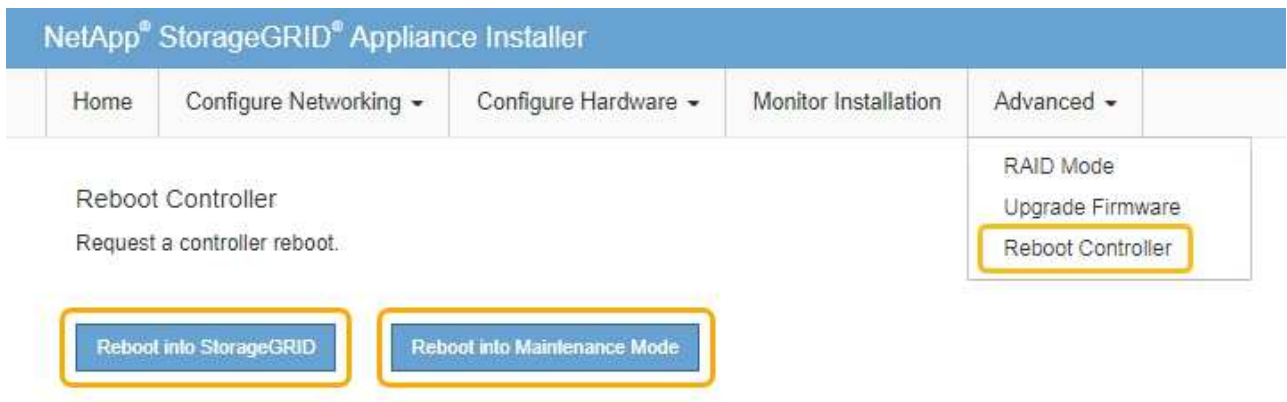 NetApp® StorageGRID® Appliance Installer
Home Configure Networking Configure Hardware Monitor Installation Advanced
RAID Mode
Upgrade Firmware
Reboot Controller
Reboot Controller
Request a controller reboot.
Reboot into StorageGRID Reboot into Maintenance Mode